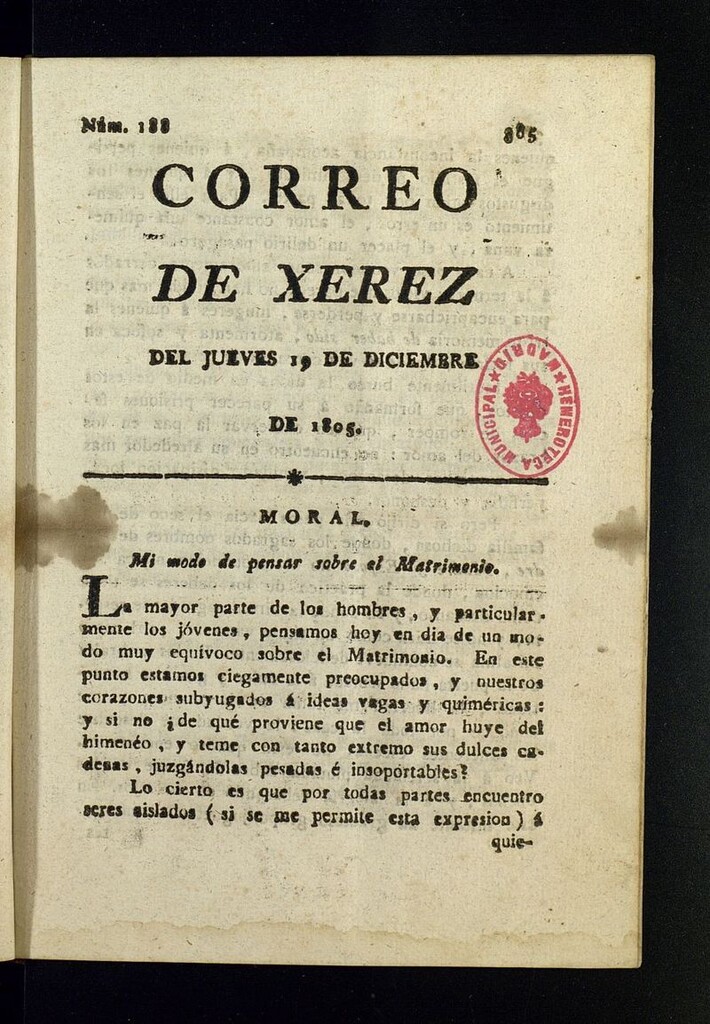 Núm. 188
885
CORREO
DE XEREZ
DEL JUEVES 19 DE DICIEMBRE
DE 1805.
HEMEROTECA MUNICIPAL ★ MADRID ★
MORAL.
Mi modo de pensar sobre el Matrimonio.
La mayor parte de los hombres, y particular-
mente los jóvenes, pensamos hoy en dia de un mo-
do muy equívoco sobre el Matrimonio. En este
punto estamos ciegamente preocupados, y nuestros
corazones subyugados á ideas vagas y quiméricas:
y si no ¿de qué proviene que el amor huye del
himenéo, y teme con tanto extremo sus dulces ca-
denas, juzgándolas pesadas é insoportables?
Lo cierto es que por todas partes encuentro
seres aislados (si se me permite esta expresion) á
quie-